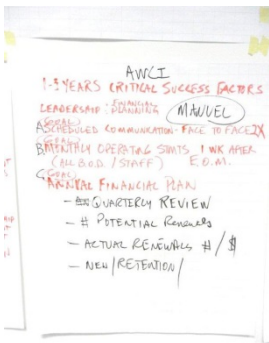 AWCI
1-3 YEARS CRITICAL SUCCESS FACTORS
LEADERSHIP: FINANCIAL PLANNING MANUEL
(GOAL)
A SCHEDULED COMMUNICATION - FACE TO FACE 2X
(GOAL)
B MONTHLY OPERATING STMTS 1 WK AFTER
(ALL B.O.D. / STAFF) E.O.M.
C (GOAL)
ANNUAL FINANCIAL PLAN
- QUARTERLY REVIEW
- # POTENTIAL Renewals
- ACTUAL RENEWALS #/$
- NEW/RETENTION/